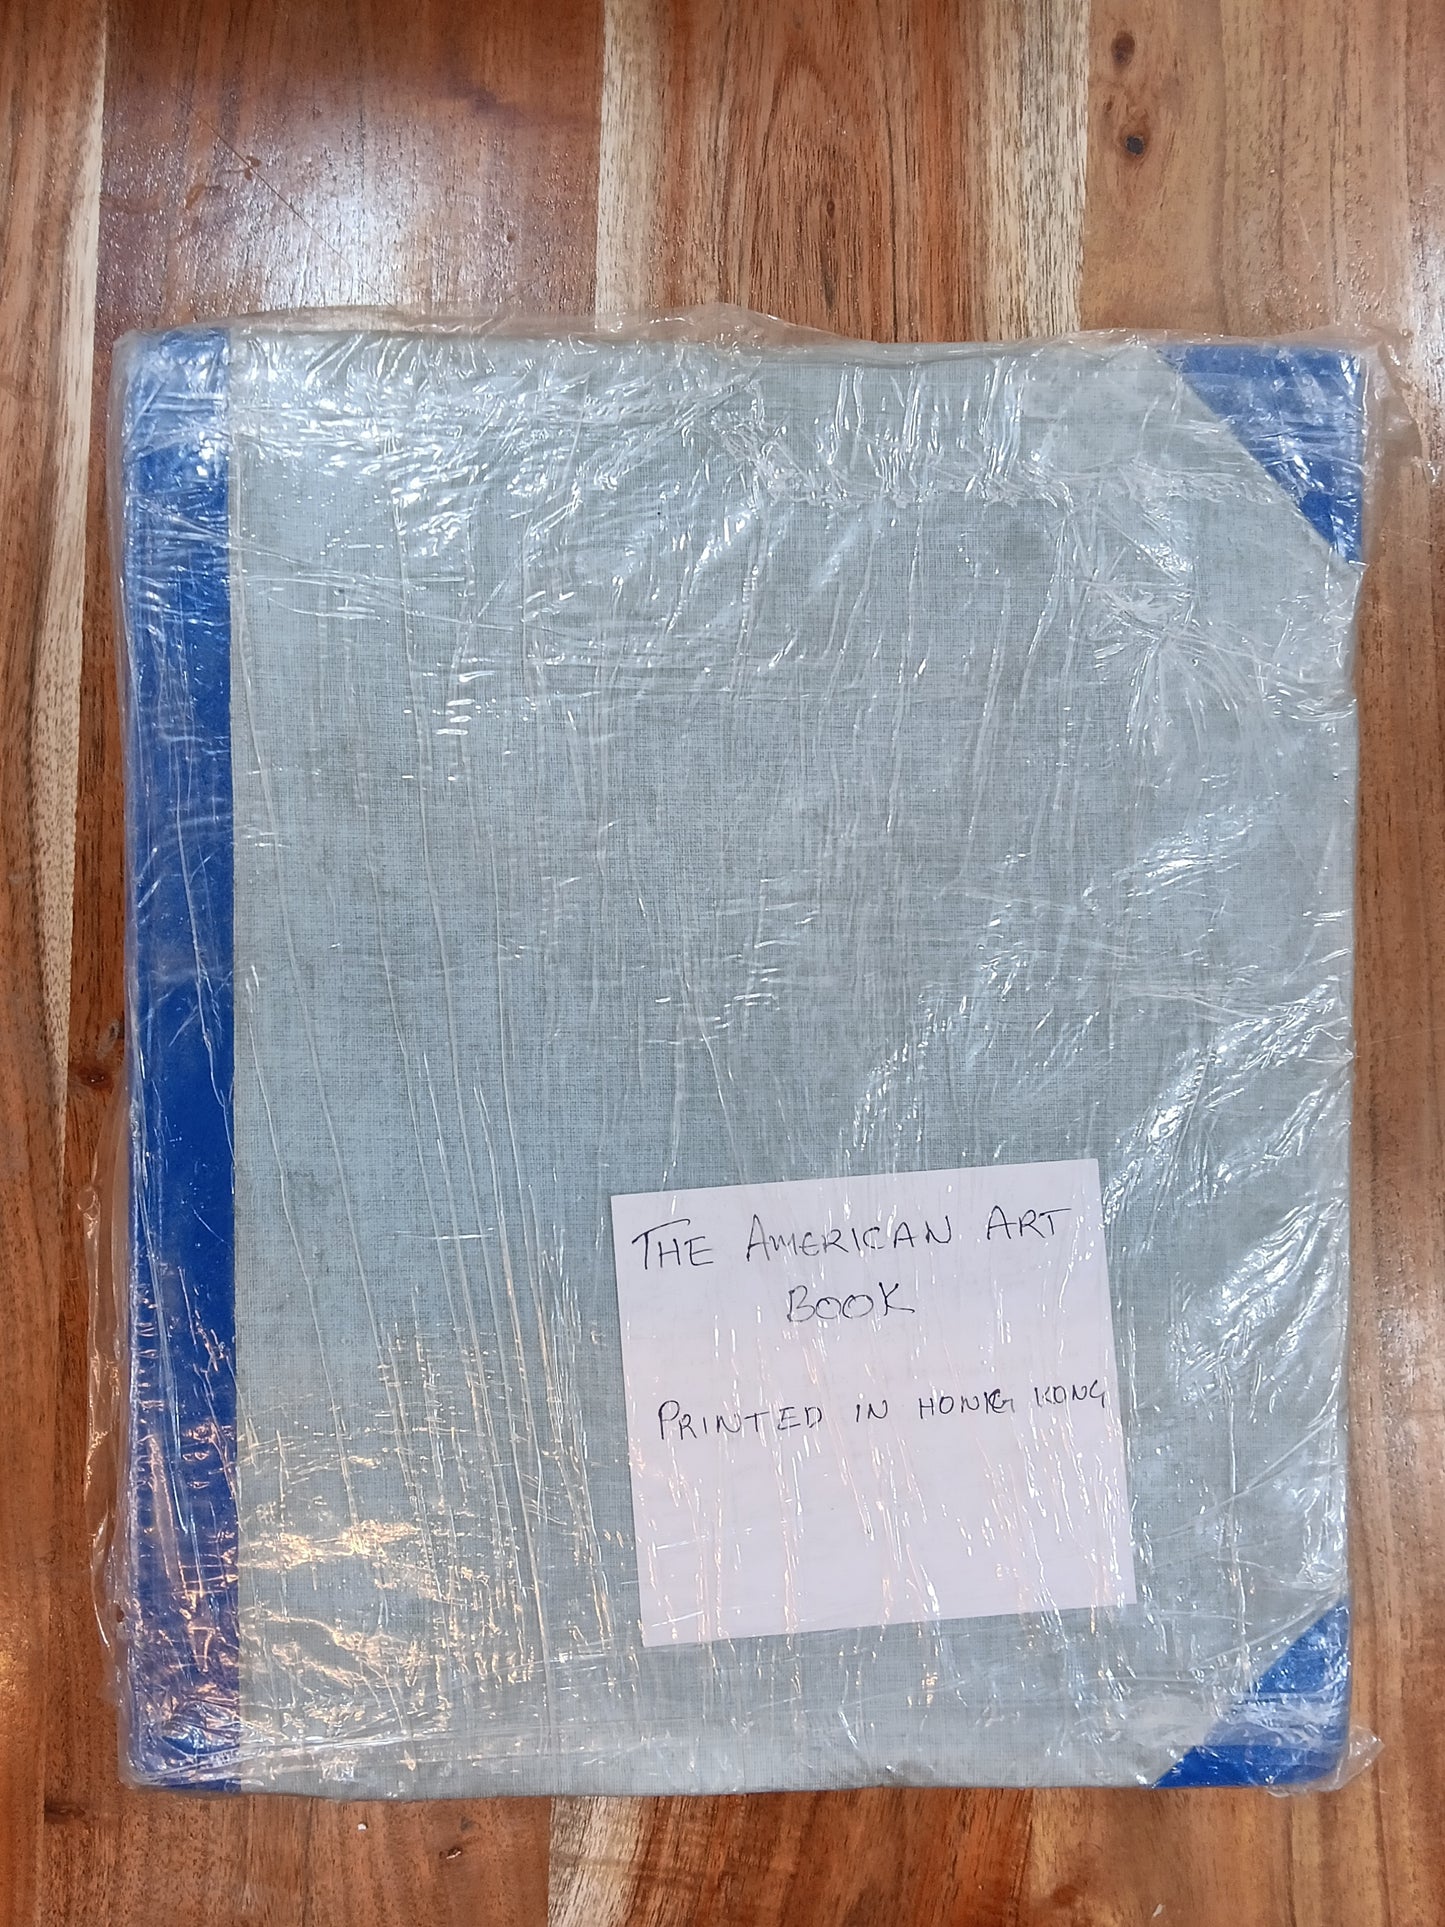 THE AMERICAN ART
BOOK
PRINTED IN HONG KONG